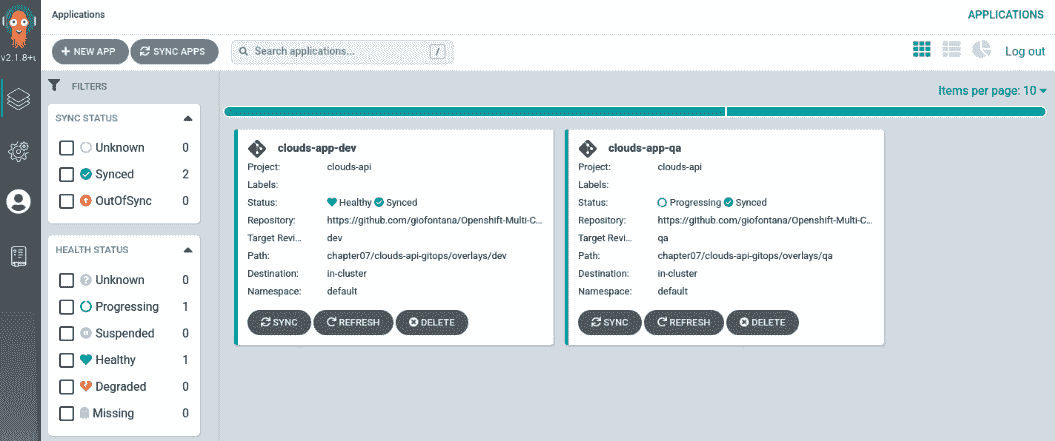 Applications
APPLICATIONS
v2.1.8+u
NEW APP
SYNC APPS
Search applications...
/
Log out
FILTERS
Items per page: 10
SYNC STATUS
Unknown 0
Synced 2
OutOfSync 0
HEALTH STATUS
Unknown 0
Progressing 1
Suspended 0
Healthy 1
Degraded 0
Missing 0
clouds-app-dev
Project: clouds-api
Labels:
Status: Healthy Synced
Repository: https://github.com/giofontana/Openshift-Multi-C...
Target Revi... dev
Path: chapter07/clouds-api-gitops/overlays/dev
Destination: in-cluster
Namespace: default
SYNC REFRESH DELETE
clouds-app-qa
Project: clouds-api
Labels:
Status: Progressing Synced
Repository: https://github.com/giofontana/Openshift-Multi-C...
Target Revi... qa
Path: chapter07/clouds-api-gitops/overlays/qa
Destination: in-cluster
Namespace: default
SYNC REFRESH DELETE